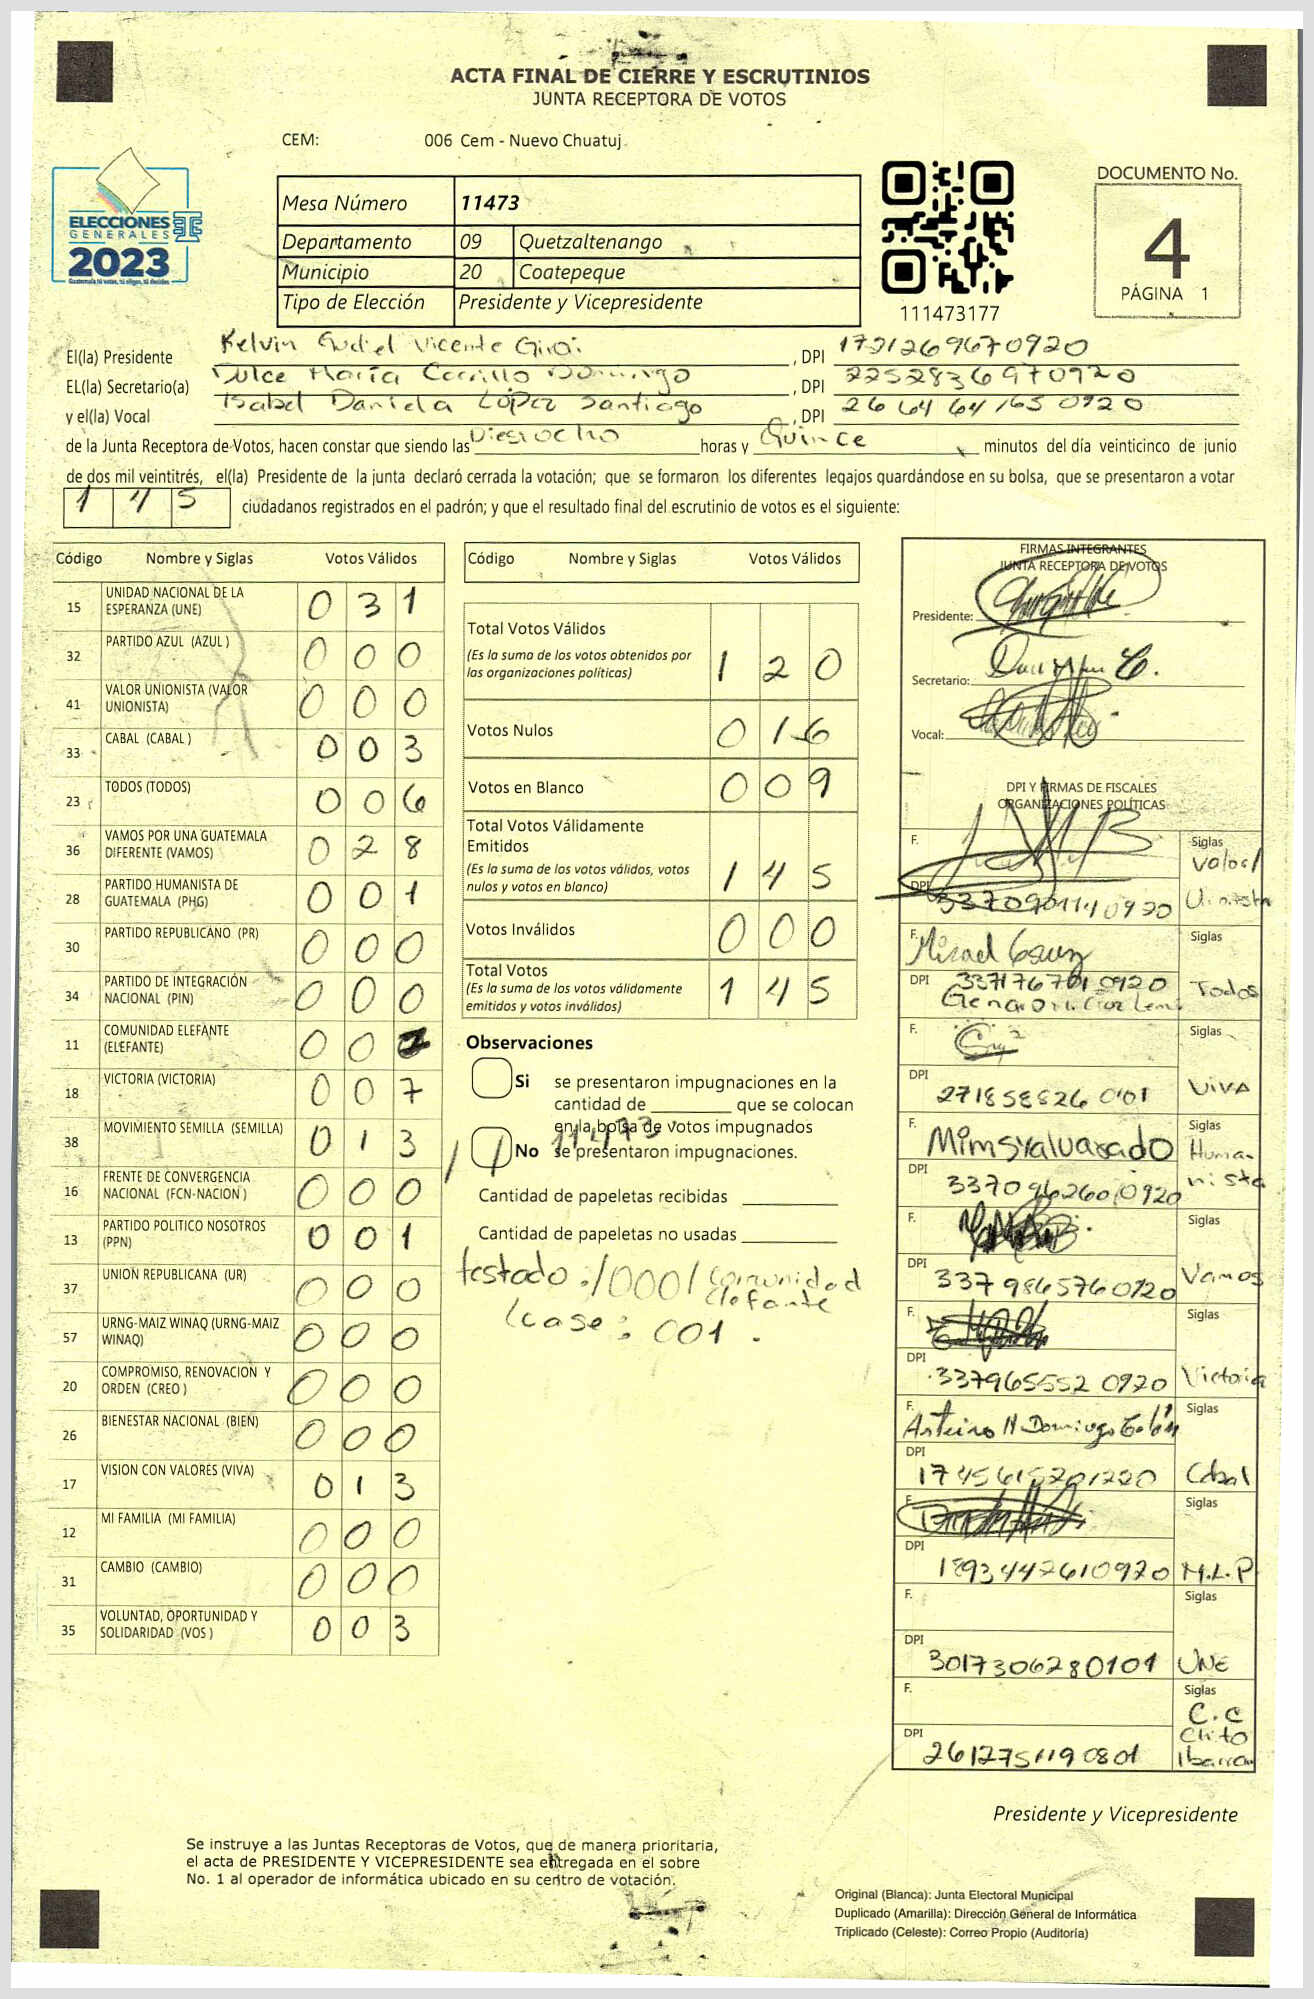 ACTA FINAL DE CIERRE Y ESCRUTINIOS
JUNTA RECEPTORA DE VOTOS
CEM: 006 Cem - Nuevo Chuatuj
ELECCIONES
GENERALES
2023
Guatemala tú votas, tú eliges, tú decides
Mesa Número 11473
Departamento 09 Quetzaltenango
Municipio 20 Coatepeque
Tipo de Elección Presidente y Vicepresidente
111473177
DOCUMENTO No.
4
PÁGINA 1
El(la) Presidente Kelvin Gudiel Vicente , DPI 1721269670920
EL(la) Secretario(a) Dulce María Carrillo Domingo , DPI 2252836970920
y el(la) Vocal Isabel Daniela López Santiago , DPI 2664641650920
de la Junta Receptora de Votos, hacen constar que siendo las Diesiocho horas y Quince minutos del día veinticinco de junio
de dos mil veintitrés, el(la) Presidente de la junta declaró cerrada la votación; que se formaron los diferentes legajos guardándose en su bolsa, que se presentaron a votar
1 4 5 ciudadanos registrados en el padrón; y que el resultado final del escrutinio de votos es el siguiente:
Código Nombre y Siglas Votos Válidos
15 UNIDAD NACIONAL DE LA ESPERANZA (UNE) 0 3 1
32 PARTIDO AZUL (AZUL ) 0 0 0
41 VALOR UNIONISTA (VALOR UNIONISTA) 0 0 0
33 CABAL (CABAL ) 0 0 3
23 TODOS (TODOS) 0 0 6
36 VAMOS POR UNA GUATEMALA DIFERENTE (VAMOS) 0 2 8
28 PARTIDO HUMANISTA DE GUATEMALA (PHG) 0 0 1
30 PARTIDO REPUBLICANO (PR) 0 0 0
34 PARTIDO DE INTEGRACIÓN NACIONAL (PIN) 0 0 0
11 COMUNIDAD ELEFANTE (ELEFANTE) 0 0
18 VICTORIA (VICTORIA) 0 0 7
38 MOVIMIENTO SEMILLA (SEMILLA) 0 1 3
16 FRENTE DE CONVERGENCIA NACIONAL (FCN-NACION ) 0 0 0
13 PARTIDO POLITICO NOSOTROS (PPN) 0 0 1
37 UNION REPUBLICANA (UR) 0 0 0
57 URNG-MAIZ WINAQ (URNG-MAIZ WINAQ) 0 0 0
20 COMPROMISO, RENOVACION Y ORDEN (CREO ) 0 0 0
26 BIENESTAR NACIONAL (BIEN) 0 0 0
17 VISION CON VALORES (VIVA) 0 1 3
12 MI FAMILIA (MI FAMILIA) 0 0 0
31 CAMBIO (CAMBIO) 0 0 0
35 VOLUNTAD, OPORTUNIDAD Y SOLIDARIDAD (VOS ) 0 0 3
Código Nombre y Siglas Votos Válidos
Total Votos Válidos
(Es la suma de los votos obtenidos por
las organizaciones políticas) 1 2 0
Votos Nulos 0 1 6
Votos en Blanco 0 0 9
Total Votos Válidamente
Emitidos
(Es la suma de los votos válidos, votos
nulos y votos en blanco) 1 4 5
Votos Inválidos 0 0 0
Total Votos
(Es la suma de los votos válidamente
emitidos y votos inválidos) 1 4 5
Observaciones
Si se presentaron impugnaciones en la
cantidad de que se colocan
en la bolsa de votos impugnados
11473
No se presentaron impugnaciones.
Cantidad de papeletas recibidas
Cantidad de papeletas no usadas
testado:/000/ comunidad
elefante
lease: 001.
FIRMAS INTEGRANTES
JUNTA RECEPTORA DE VOTOS
Presidente:
Secretario:
Vocal:
DPI Y FIRMAS DE FISCALES
ORGANIZACIONES POLÍTICAS
F. Siglas Valor/
DPI 3370901140920 Unionista
F. Siglas
DPI 3371767010920 Todos
F. Siglas
DPI 2718588260101 VIVA
F. Mimsy alvarado Siglas Huma-
DPI 3370962600920 nista
F. Siglas
DPI 3379865760920 Vamos
F. Siglas
DPI 3379655520920 Victoria
F. Arturo N Domingo Siglas
DPI 1745615201220 Cabal
F. Siglas
DPI 1893442610920 M.L.P
F. Siglas
DPI 3017306280101 UNE
F. Siglas C.C
DPI 2612751190801 Ibarra
Presidente y Vicepresidente
Se instruye a las Juntas Receptoras de Votos, que de manera prioritaria,
el acta de PRESIDENTE Y VICEPRESIDENTE sea entregada en el sobre
No. 1 al operador de informática ubicado en su centro de votación.
Original (Blanca): Junta Electoral Municipal
Duplicado (Amarilla): Dirección General de Informática
Triplicado (Celeste): Correo Propio (Auditoría)